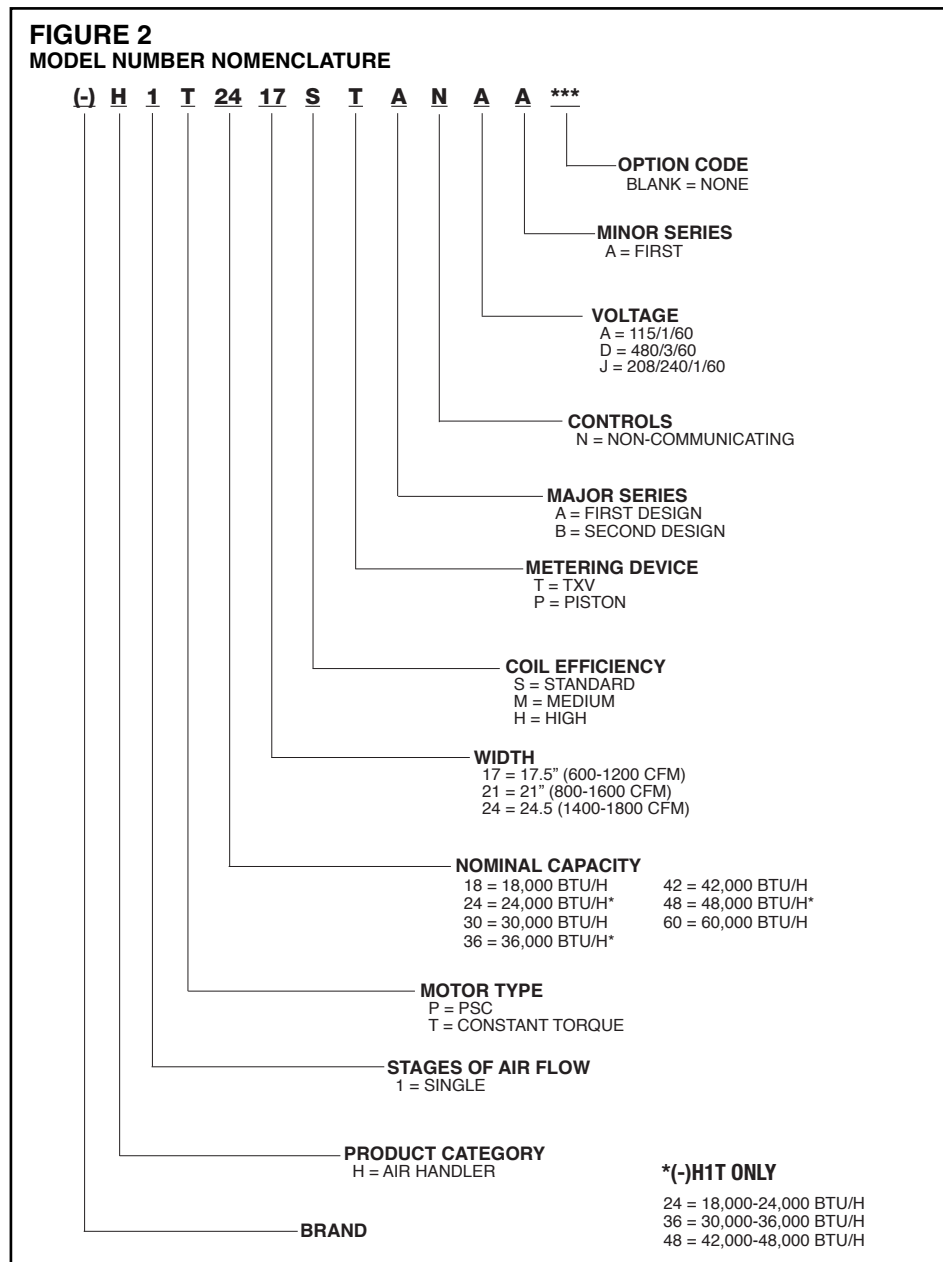 FIGURE 2
MODEL NUMBER NOMENCLATURE
(-) H 1 T 24 17 S T A N A A ***
OPTION CODE
BLANK = NONE
MINOR SERIES
A = FIRST
VOLTAGE
A = 115/1/60
D = 480/3/60
J = 208/240/1/60
CONTROLS
N = NON-COMMUNICATING
MAJOR SERIES
A = FIRST DESIGN
B = SECOND DESIGN
METERING DEVICE
T = TXV
P = PISTON
COIL EFFICIENCY
S = STANDARD
M = MEDIUM
H = HIGH
WIDTH
17 = 17.5” (600-1200 CFM)
21 = 21” (800-1600 CFM)
24 = 24.5 (1400-1800 CFM)
NOMINAL CAPACITY
18 = 18,000 BTU/H 42 = 42,000 BTU/H
24 = 24,000 BTU/H* 48 = 48,000 BTU/H*
30 = 30,000 BTU/H 60 = 60,000 BTU/H
36 = 36,000 BTU/H*
MOTOR TYPE
P = PSC
T = CONSTANT TORQUE
STAGES OF AIR FLOW
1 = SINGLE
PRODUCT CATEGORY
H = AIR HANDLER
BRAND
*(-)H1T ONLY
24 = 18,000-24,000 BTU/H
36 = 30,000-36,000 BTU/H
48 = 42,000-48,000 BTU/H